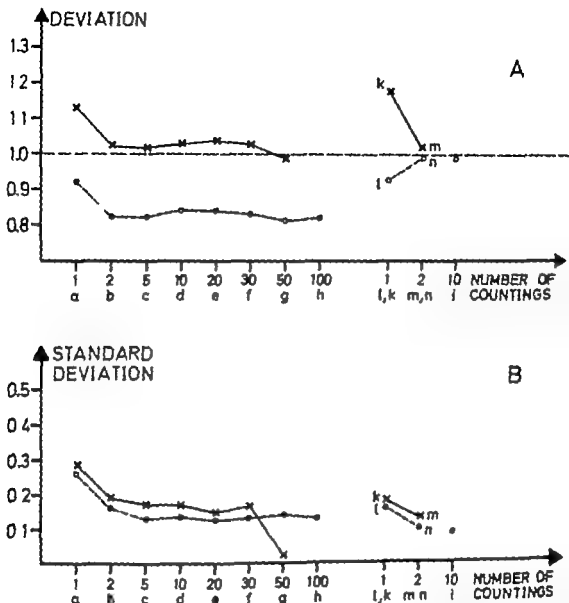 DEVIATION
A
1.3
1.2
1.1
1.0
0.9
0.8
k
m
n
l
1 2 5 10 20 30 50 100 1 2 10 NUMBER OF
a b c d e f g h l,k m,n i COUNTINGS
STANDARD
DEVIATION
B
0.5
0.4
0.3
0.2
0.1
k
l
m
n
1 2 5 10 20 30 50 100 1 2 10 NUMBER OF
a b c d e f g h l,k m n i COUNTINGS